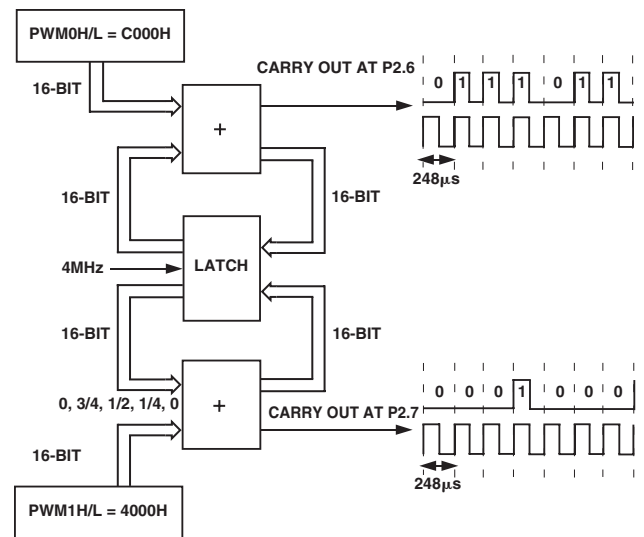 PWM0H/L = C000H
16-BIT
CARRY OUT AT P2.6
0 1 1 1 0 1 1
+
248µs
16-BIT
16-BIT
4MHz
LATCH
16-BIT
16-BIT
0, 3/4, 1/2, 1/4, 0
+
CARRY OUT AT P2.7
0 0 0 1 0 0 0
16-BIT
248µs
PWM1H/L = 4000H